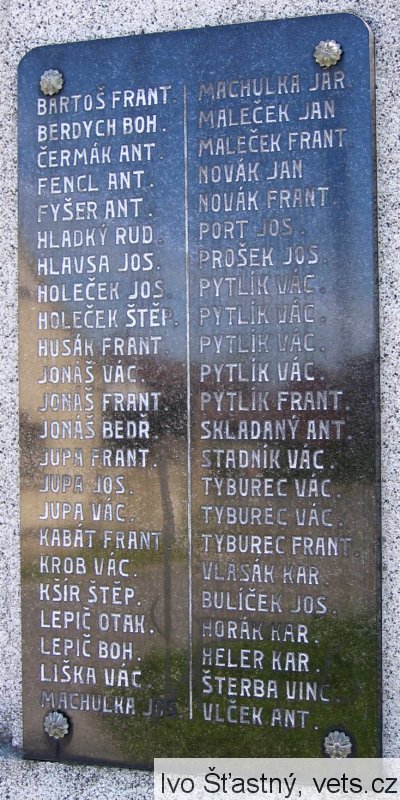 BARTOŠ FRANT.
BERDYCH BOH.
ČERMÁK ANT.
FENCL ANT.
FYŠER ANT.
HLADKÝ RUD.
HLAVSA JOS.
HOLEČEK JOS.
HOLEČEK ŠTĚP.
HUSÁK FRANT.
JONÁŠ VÁC.
JONÁŠ FRANT.
JONÁŠ BEDŘ.
JUPA FRANT.
JUPA JOS.
JUPA VÁC.
KABÁT FRANT.
KROB VÁC.
KŠÍR ŠTĚP.
LEPIČ OTAK.
LEPIČ BOH.
LIŠKA VÁC.
MACHULKA JOS.
MACHULKA JAR.
MALEČEK JAN
MALEČEK FRANT.
NOVÁK JAN
NOVÁK FRANT.
PORT JOS.
PROŠEK JOS.
PYTLÍK VÁC.
PYTLÍK VÁC.
PYTLÍK VÁC.
PYTLÍK VÁC.
PYTLÍK FRANT.
SKLADANÝ ANT.
STADNÍK VÁC.
TYBUREC VÁC.
TYBUREC VÁC.
TYBUREC FRANT.
VLASÁK KAR.
BULÍČEK JOS.
HORÁK KAR.
HELER KAR.
ŠTERBA VINC.
VLČEK ANT.
Ivo Šťastný, vets.cz